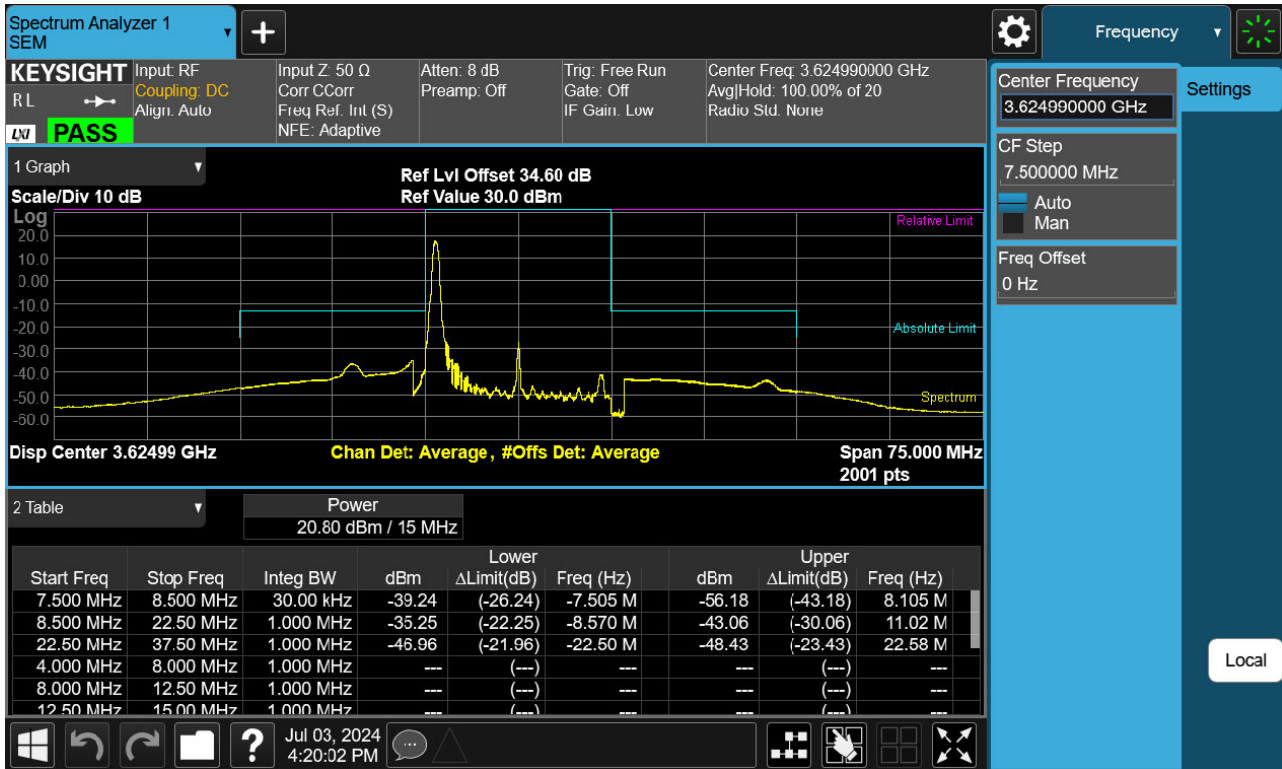 Spectrum Analyzer 1
SEM
+
Frequency
KEYSIGHT
R L
LXI
PASS
Input: RF
Coupling: DC
Align: Auto
Input Z: 50 Ω
Corr CCorr
Freq Ref: Int (S)
NFE: Adaptive
Atten: 8 dB
Preamp: Off
Trig: Free Run
Gate: Off
IF Gain: Low
Center Freq: 3.624990000 GHz
Avg|Hold: 100.00% of 20
Radio Std: None
Center Frequency
3.624990000 GHz
Settings
CF Step
7.500000 MHz
Auto
Man
Freq Offset
0 Hz
Local
1 Graph
Scale/Div 10 dB
Ref Lvl Offset 34.60 dB
Ref Value 30.0 dBm
Log
20.0
10.0
0.00
-10.0
-20.0
-30.0
-40.0
-50.0
-60.0
Relative Limit
Absolute Limit
Spectrum
Disp Center 3.62499 GHz Chan Det: Average, #Offs Det: Average Span 75.000 MHz
2001 pts
2 Table
Power
20.80 dBm / 15 MHz
Lower Upper
Start Freq Stop Freq Integ BW dBm ΔLimit(dB) Freq (Hz) dBm ΔLimit(dB) Freq (Hz)
7.500 MHz 8.500 MHz 30.00 kHz -39.24 (-26.24) -7.505 M -56.18 (-43.18) 8.105 M
8.500 MHz 22.50 MHz 1.000 MHz -35.25 (-22.25) -8.570 M -43.06 (-30.06) 11.02 M
22.50 MHz 37.50 MHz 1.000 MHz -46.96 (-21.96) -22.50 M -48.43 (-23.43) 22.58 M
4.000 MHz 8.000 MHz 1.000 MHz --- (---) --- --- (---) ---
8.000 MHz 12.50 MHz 1.000 MHz --- (---) --- --- (---) ---
12.50 MHz 15.00 MHz 1.000 MHz --- (---) --- --- (---) ---
?
Jul 03, 2024
4:20:02 PM